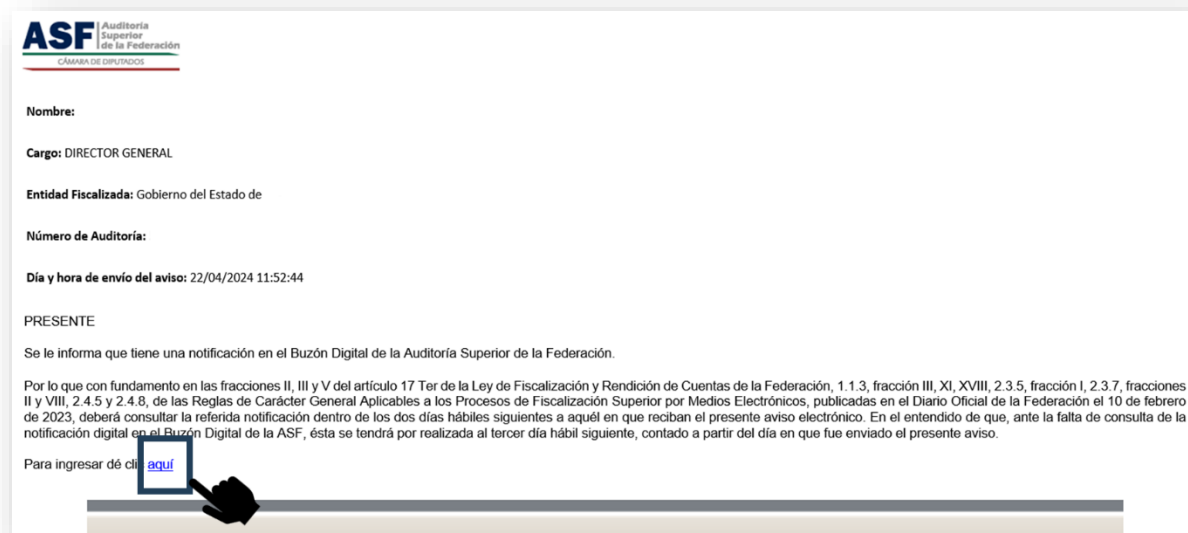 ASF Auditoría
Superior
de la Federación
CÁMARA DE DIPUTADOS
Nombre:
Cargo: DIRECTOR GENERAL
Entidad Fiscalizada: Gobierno del Estado de
Número de Auditoría:
Día y hora de envío del aviso: 22/04/2024 11:52:44
PRESENTE
Se le informa que tiene una notificación en el Buzón Digital de la Auditoría Superior de la Federación.
Por lo que con fundamento en las fracciones II, III y V del artículo 17 Ter de la Ley de Fiscalización y Rendición de Cuentas de la Federación, 1.1.3, fracción III, XI, XVIII, 2.3.5, fracción I, 2.3.7, fracciones
II y VIII, 2.4.5 y 2.4.8, de las Reglas de Carácter General Aplicables a los Procesos de Fiscalización Superior por Medios Electrónicos, publicadas en el Diario Oficial de la Federación el 10 de febrero
de 2023, deberá consultar la referida notificación dentro de los dos días hábiles siguientes a aquél en que reciban el presente aviso electrónico. En el entendido de que, ante la falta de consulta de la
notificación digital en el Buzón Digital de la ASF, ésta se tendrá por realizada al tercer día hábil siguiente, contado a partir del día en que fue enviado el presente aviso.
Para ingresar dé cli aquí